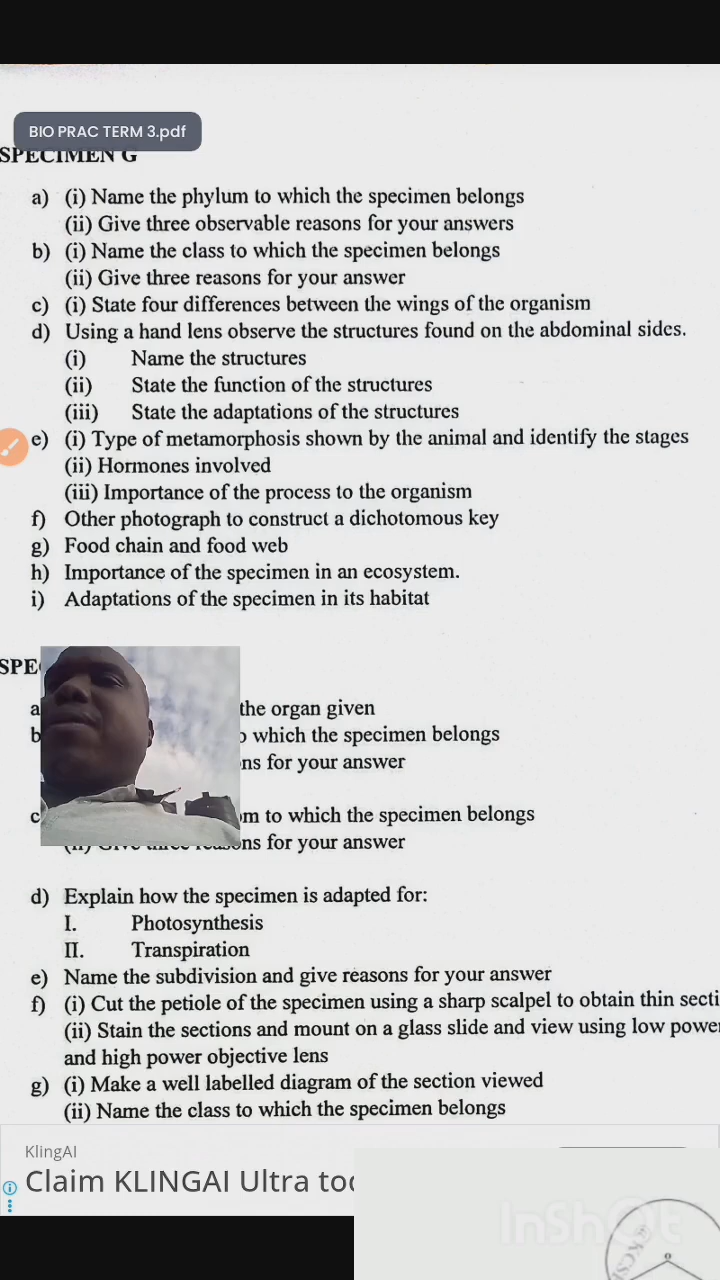 BIO PRAC TERM 3.pdf
SPECIMEN G
a) (i) Name the phylum to which the specimen belongs
(ii) Give three observable reasons for your answers
b) (i) Name the class to which the specimen belongs
(ii) Give three reasons for your answer
c) (i) State four differences between the wings of the organism
d) Using a hand lens observe the structures found on the abdominal sides.
(i) Name the structures
(ii) State the function of the structures
(iii) State the adaptations of the structures
e) (i) Type of metamorphosis shown by the animal and identify the stages
(ii) Hormones involved
(iii) Importance of the process to the organism
f) Other photograph to construct a dichotomous key
g) Food chain and food web
h) Importance of the specimen in an ecosystem.
i) Adaptations of the specimen in its habitat
SPE
a the organ given
b which the specimen belongs
ns for your answer
c m to which the specimen belongs
(ii) Give three reasons for your answer
d) Explain how the specimen is adapted for:
I. Photosynthesis
II. Transpiration
e) Name the subdivision and give reasons for your answer
f) (i) Cut the petiole of the specimen using a sharp scalpel to obtain thin secti
(ii) Stain the sections and mount on a glass slide and view using low power
and high power objective lens
g) (i) Make a well labelled diagram of the section viewed
(ii) Name the class to which the specimen belongs
KlingAI
Claim KLINGAI Ultra too
InShOt
@KCS